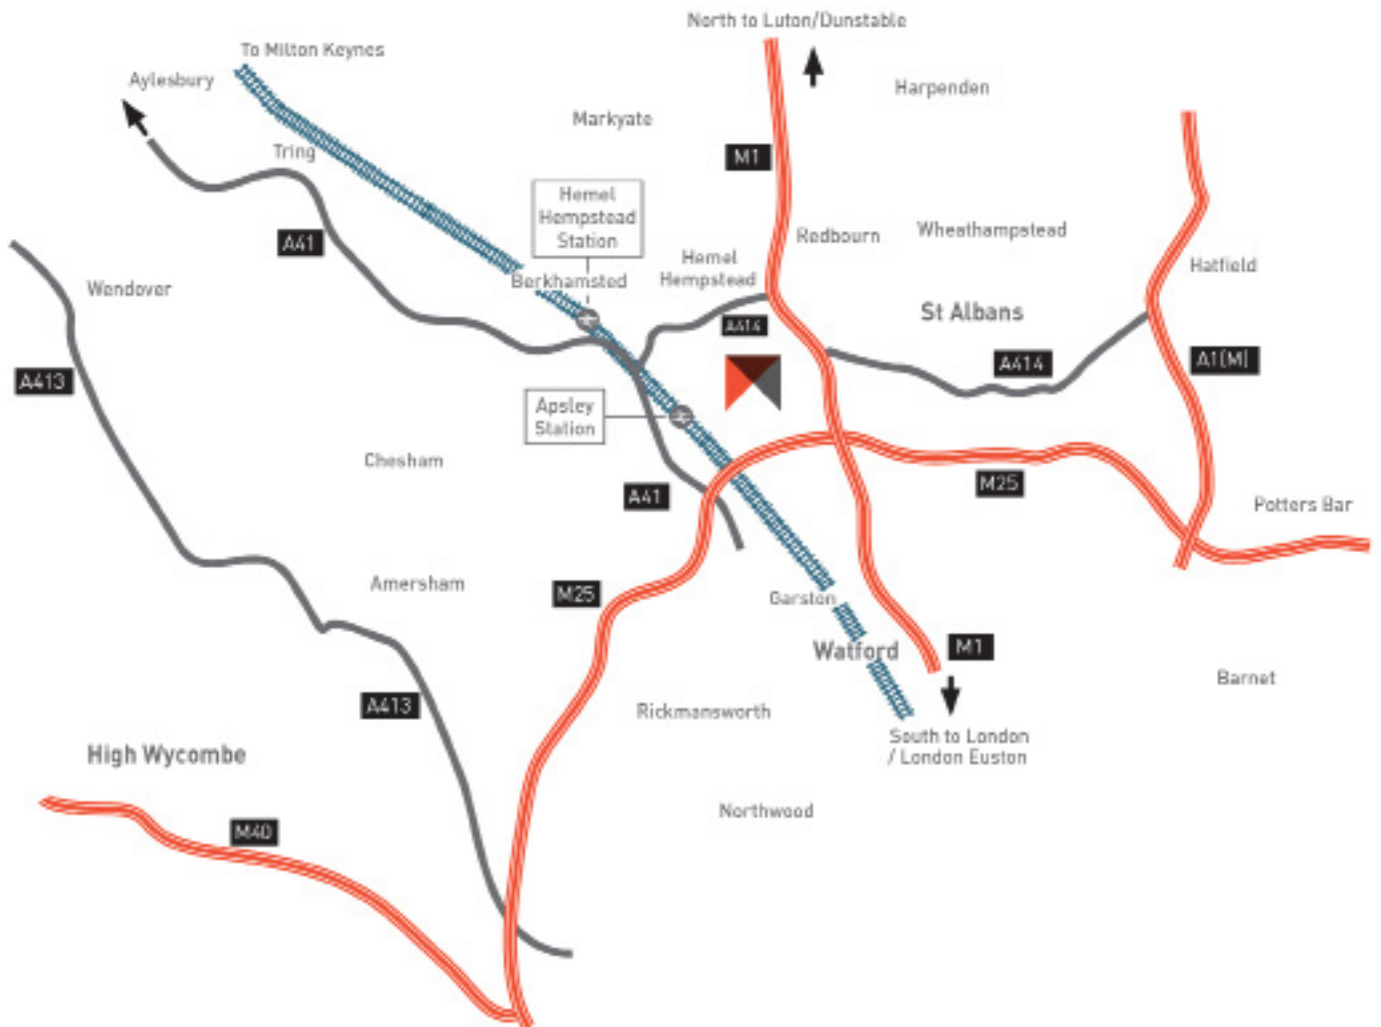 North to Luton/Dunstable
To Milton Keynes
Aylesbury
Harpenden
Markyate
Tring
M1
Hemel
Hempstead
Station
Redbourn
Wheathampstead
A41
Hemel
Hempstead
Hatfield
Berkhamsted
Wendover
St Albans
A414
A413
A414
A1(M)
Apsley
Station
Chesham
A41
M25
Potters Bar
Amersham
M25
Garston
Watford
M1
Barnet
A413
Rickmansworth
South to London
/ London Euston
High Wycombe
Northwood
M40